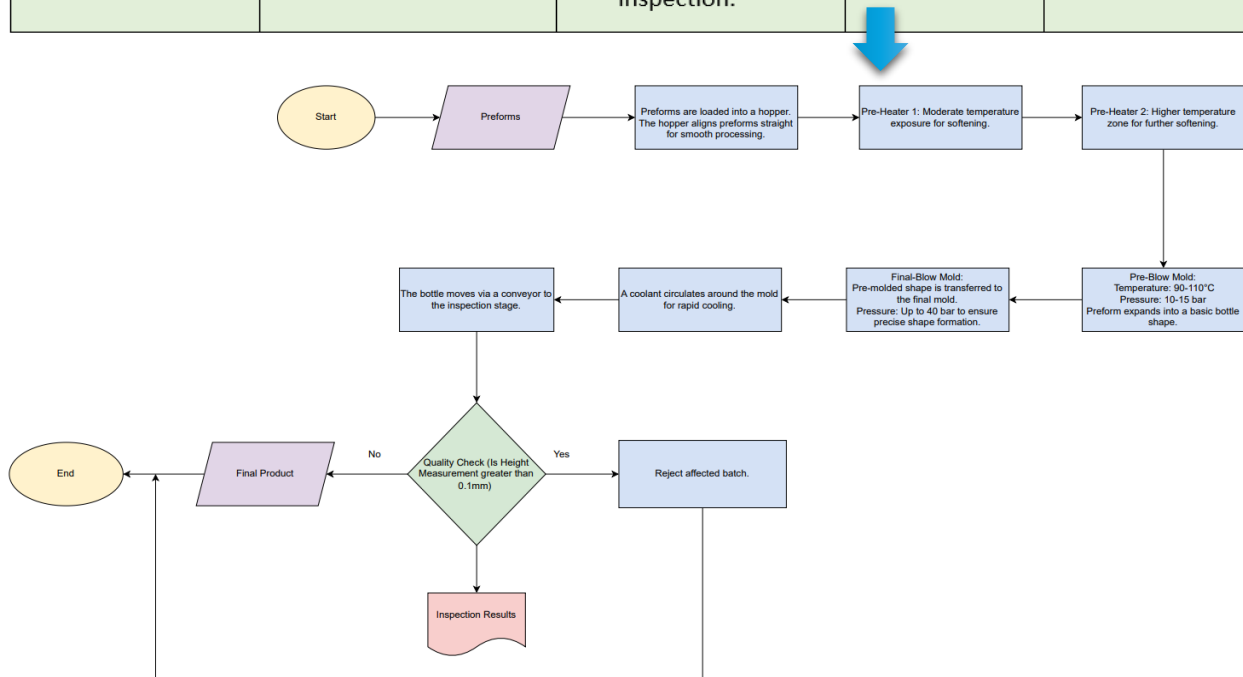 inspection.
Start
Preforms
Preforms are loaded into a hopper.
The hopper aligns preforms straight
for smooth processing.
Pre-Heater 1: Moderate temperature
exposure for softening.
Pre-Heater 2: Higher temperature
zone for further softening.
The bottle moves via a conveyor to
the inspection stage.
A coolant circulates around the mold
for rapid cooling.
Final-Blow Mold:
Pre-molded shape is transferred to
the final mold.
Pressure: Up to 40 bar to ensure
precise shape formation.
Pre-Blow Mold:
Temperature: 90-110°C
Pressure: 10-15 bar
Preform expands into a basic bottle
shape.
End
Final Product
No
Quality Check (Is Height
Measurement greater than
0.1mm)
Yes
Reject affected batch.
Inspection Results